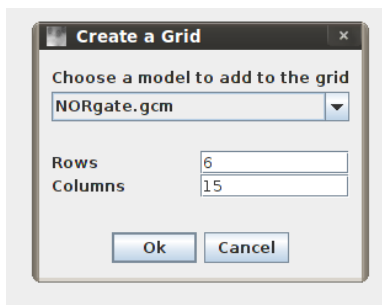 Create a Grid
Choose a model to add to the grid
NORgate.gcm
Rows 6
Columns 15
Ok Cancel